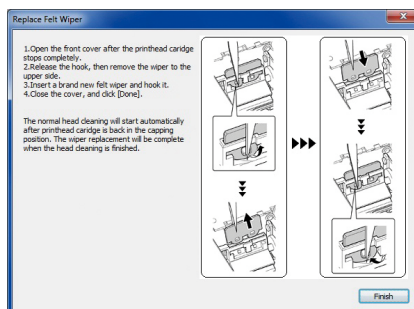 Replace Felt Wiper
1.Open the front cover after the printhead caridge
stops completely.
2.Release the hook, then remove the wiper to the
upper side.
3.Insert a brand new felt wiper and hook it.
4.Close the cover, and click [Done].
The normal head cleaning will start automatically
after printhead caridge is back in the capping
position. The wiper replacement will be complete
when the head cleaning is finished.
Finish